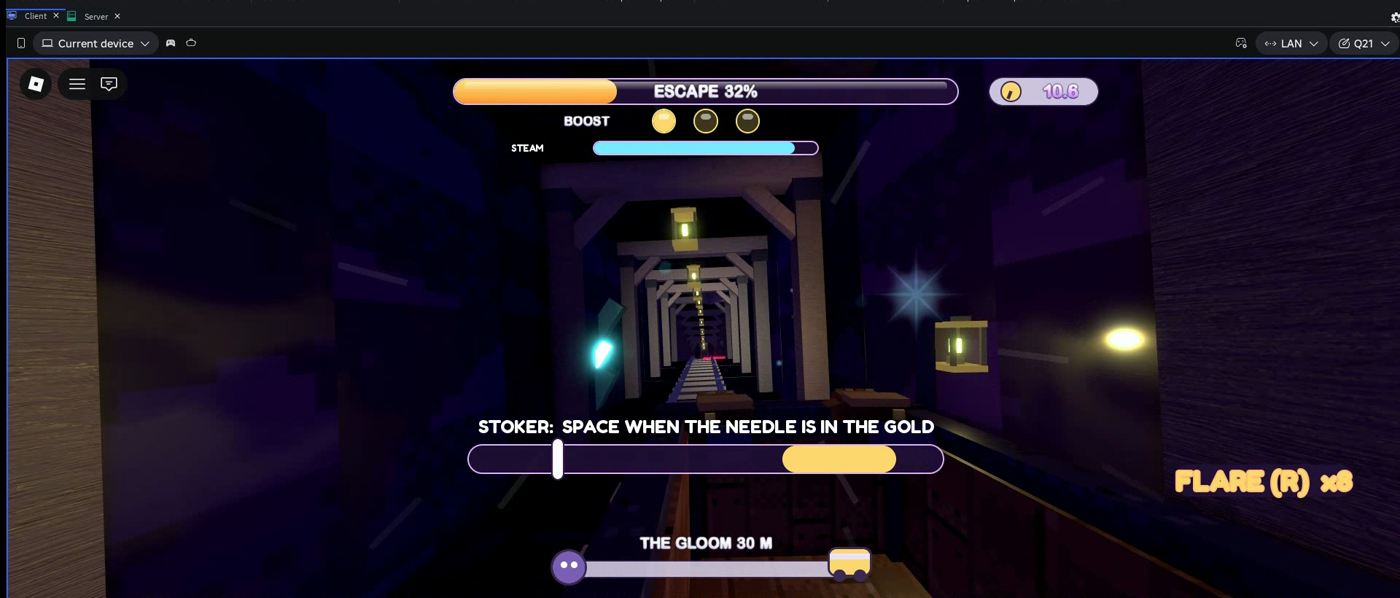 Client
Server
Current device
LAN
Q21
ESCAPE 32%
10.6
BOOST
STEAM
STOKER: SPACE WHEN THE NEEDLE IS IN THE GOLD
FLARE (R) x8
THE GLOOM 30 M